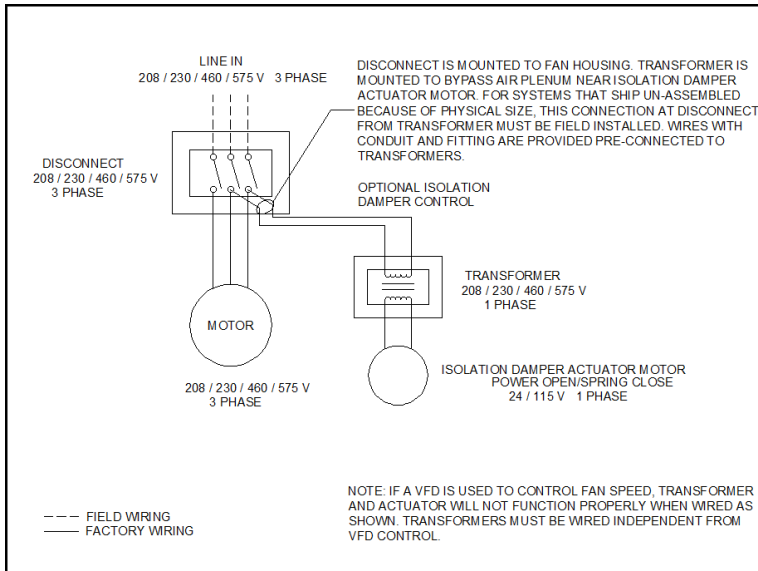 LINE IN
208 / 230 / 460 / 575 V 3 PHASE
DISCONNECT IS MOUNTED TO FAN HOUSING. TRANSFORMER IS
MOUNTED TO BYPASS AIR PLENUM NEAR ISOLATION DAMPER
ACTUATOR MOTOR. FOR SYSTEMS THAT SHIP UN-ASSEMBLED
BECAUSE OF PHYSICAL SIZE, THIS CONNECTION AT DISCONNECT
FROM TRANSFORMER MUST BE FIELD INSTALLED. WIRES WITH
CONDUIT AND FITTING ARE PROVIDED PRE-CONNECTED TO
TRANSFORMERS.
DISCONNECT
208 / 230 / 460 / 575 V
3 PHASE
OPTIONAL ISOLATION
DAMPER CONTROL
TRANSFORMER
208 / 230 / 460 / 575 V
1 PHASE
MOTOR
208 / 230 / 460 / 575 V
3 PHASE
ISOLATION DAMPER ACTUATOR MOTOR
POWER OPEN/SPRING CLOSE
24 / 115 V 1 PHASE
NOTE: IF A VFD IS USED TO CONTROL FAN SPEED, TRANSFORMER
AND ACTUATOR WILL NOT FUNCTION PROPERLY WHEN WIRED AS
SHOWN. TRANSFORMERS MUST BE WIRED INDEPENDENT FROM
VFD CONTROL.
FIELD WIRING
FACTORY WIRING